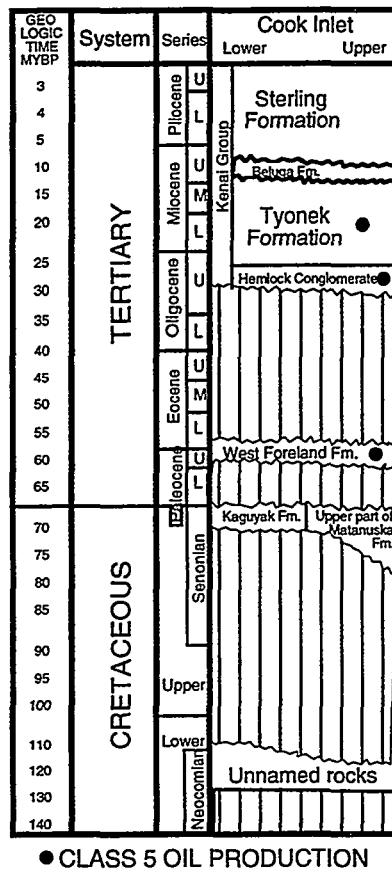 GEO
LOGIC
TIME
MYBP
System
Series
Cook Inlet
Lower Upper
3
4
5
10
15
20
25
30
35
40
45
50
55
60
65
70
75
80
85
90
95
100
110
120
130
140
TERTIARY
CRETACEOUS
Pliocene
U
L
Miocene
U
M
L
Oligocene
U
L
Eocene
U
M
L
Paleocene
U
L
Senonian
Upper
Lower
Neocomian
Kenai Group
Sterling
Formation
Beluga Fm.
Tyonek
Formation
Hemlock Conglomerate
West Foreland Fm.
Kaguyak Fm.
Upper part of
Matanuska
Fm.
Unnamed rocks
● CLASS 5 OIL PRODUCTION